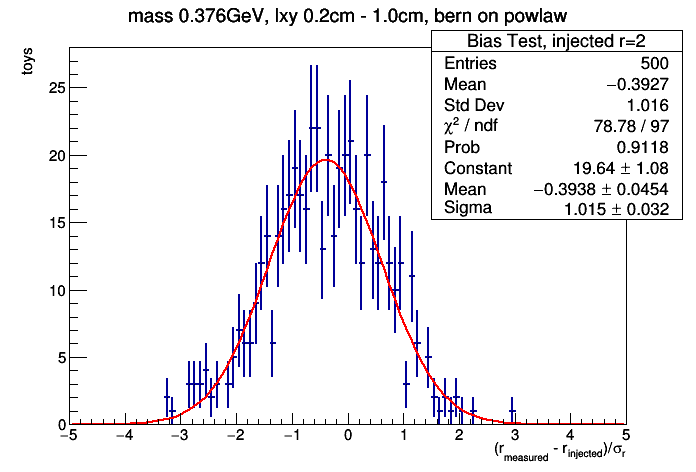 mass 0.376GeV, lxy 0.2cm - 1.0cm, bern on powlaw
toys
Bias Test, injected r=2
Entries 500
Mean −0.3927
Std Dev 1.016
χ² / ndf 78.78 / 97
Prob 0.9118
Constant 19.64 ± 1.08
Mean −0.3938 ± 0.0454
Sigma 1.015 ± 0.032
25
20
15
10
5
0
−5 −4 −3 −2 −1 0 1 2 3 4 5
(r_measured - r_injected)/σ_r